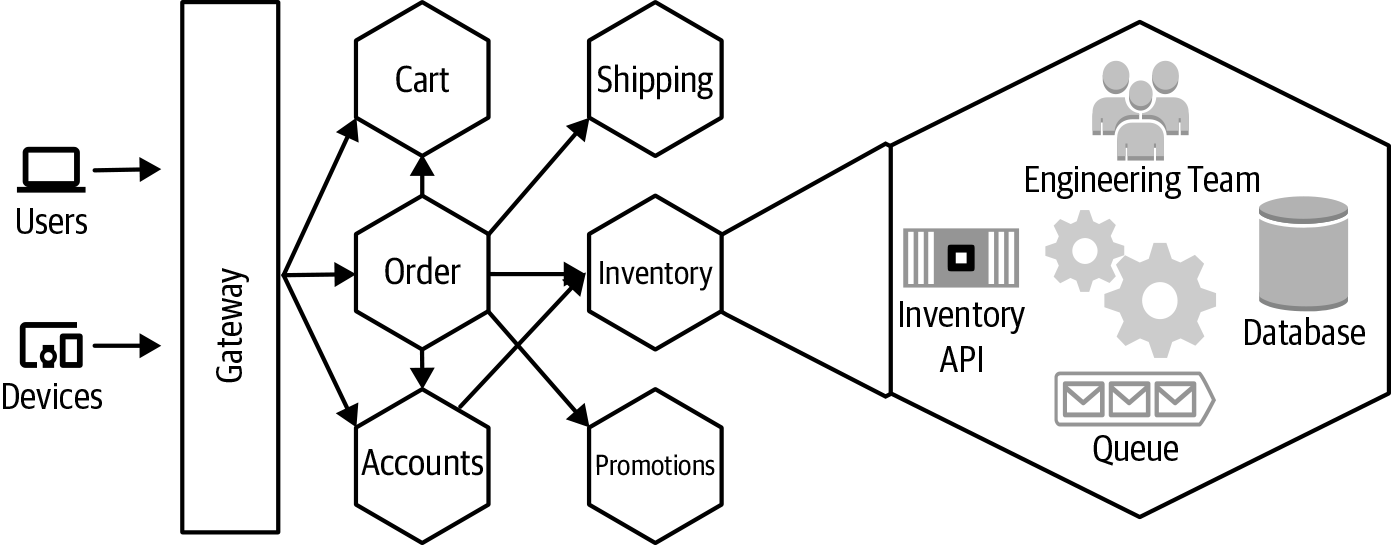 Users
Devices
Gateway
Cart
Order
Accounts
Shipping
Inventory
Promotions
Engineering Team
Inventory
API
Database
Queue